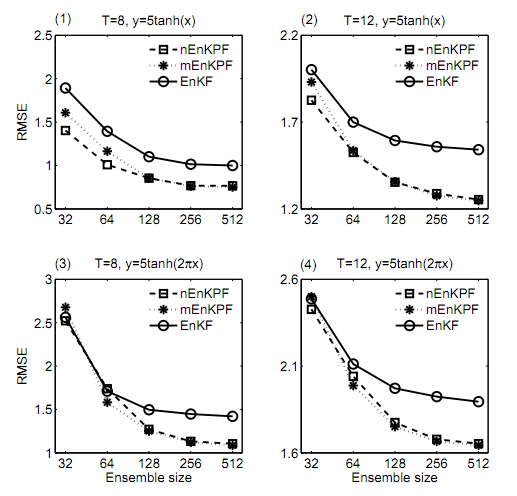 (1) T=8, y=5tanh(x)
2.5
2
1.5
1
0.5
RMSE
nEnKPF
mEnKPF
EnKF
32 64 128 256 512
(2) T=12, y=5tanh(x)
2.2
1.7
1.2
nEnKPF
mEnKPF
EnKF
32 64 128 256 512
(3) T=8, y=5tanh(2πx)
3
2.5
2
1.5
1
RMSE
nEnKPF
mEnKPF
EnKF
32 64 128 256 512
Ensemble size
(4) T=12, y=5tanh(2πx)
2.6
2.1
1.6
nEnKPF
mEnKPF
EnKF
32 64 128 256 512
Ensemble size